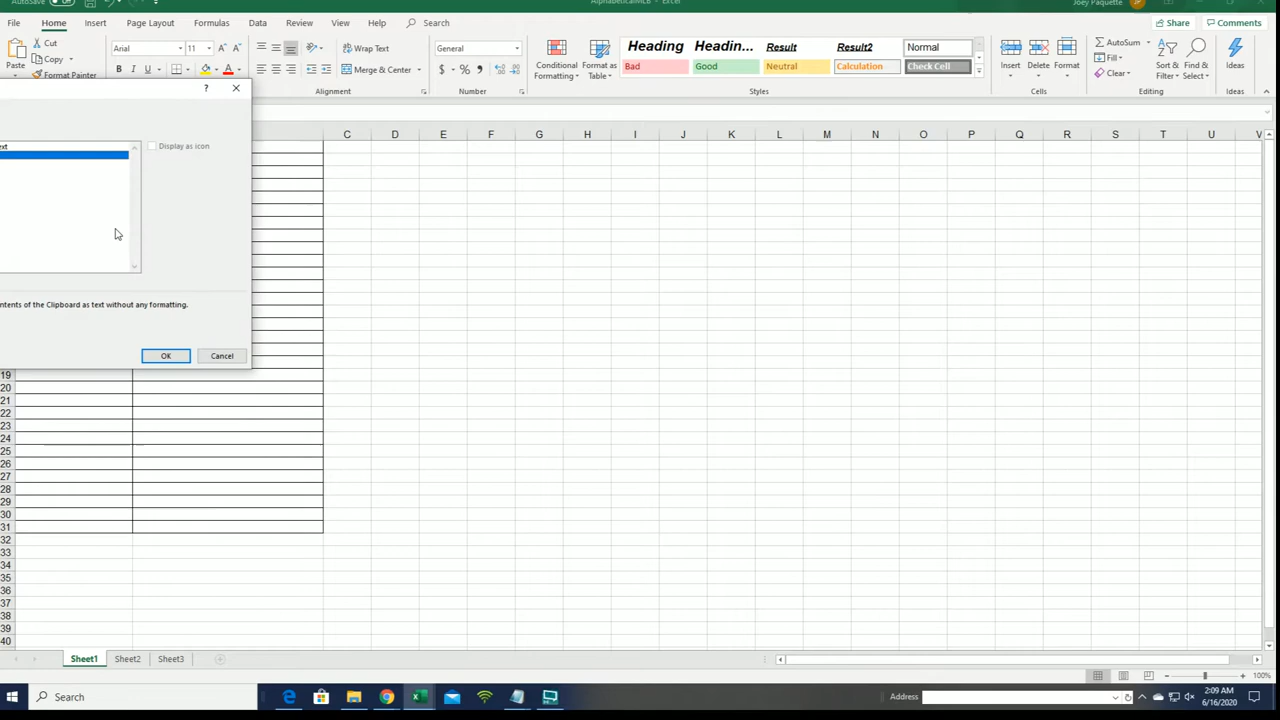 AutoSave
AlphabeticalMLB - Excel
Joey Paquette
JP
File Home Insert Page Layout Formulas Data Review View Help Search
Share Comments
Paste
Cut
Copy
Format Painter
Arial 11
B I U
Wrap Text
Merge & Center
Alignment
General
$ % ,
Number
Conditional Formatting
Format as Table
Heading Headin... Result Result2 Normal
Bad Good Neutral Calculation Check Cell
Styles
Insert Delete Format
Cells
AutoSum
Fill
Clear
Sort & Filter
Find & Select
Editing
Ideas
Ideas
? ×
C D E F G H I J K L M N O P Q R S T U V
ext
Display as icon
ntents of the Clipboard as text without any formatting.
OK Cancel
19
20
21
22
23
24
25
26
27
28
29
30
31
32
33
34
35
36
37
38
39
40
Sheet1 Sheet2 Sheet3
100%
Search
Address
2:09 AM
6/16/2020